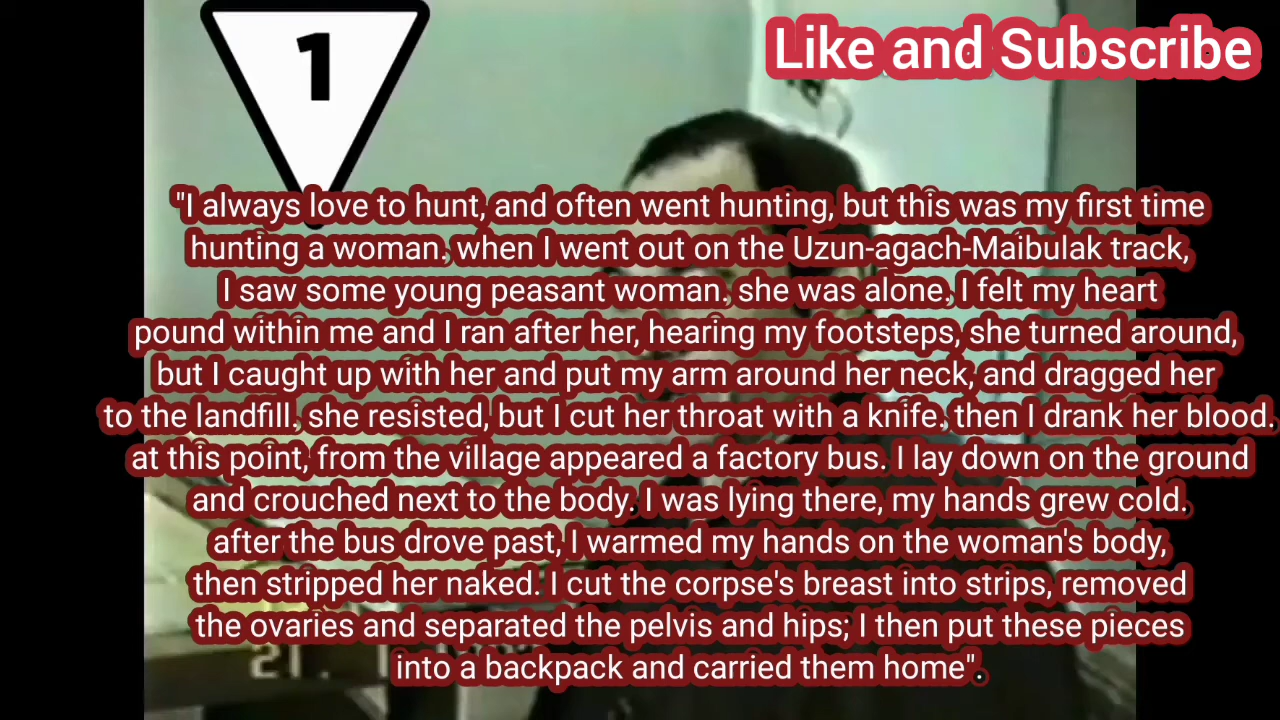 1
Like and Subscribe
"I always love to hunt, and often went hunting, but this was my first time
hunting a woman. when I went out on the Uzun-agach-Maibulak track,
I saw some young peasant woman. she was alone. I felt my heart
pound within me and I ran after her, hearing my footsteps, she turned around,
but I caught up with her and put my arm around her neck, and dragged her
to the landfill. she resisted, but I cut her throat with a knife. then I drank her blood.
at this point, from the village appeared a factory bus. I lay down on the ground
and crouched next to the body. I was lying there, my hands grew cold.
after the bus drove past, I warmed my hands on the woman's body,
then stripped her naked. I cut the corpse's breast into strips, removed
the ovaries and separated the pelvis and hips; I then put these pieces
into a backpack and carried them home".